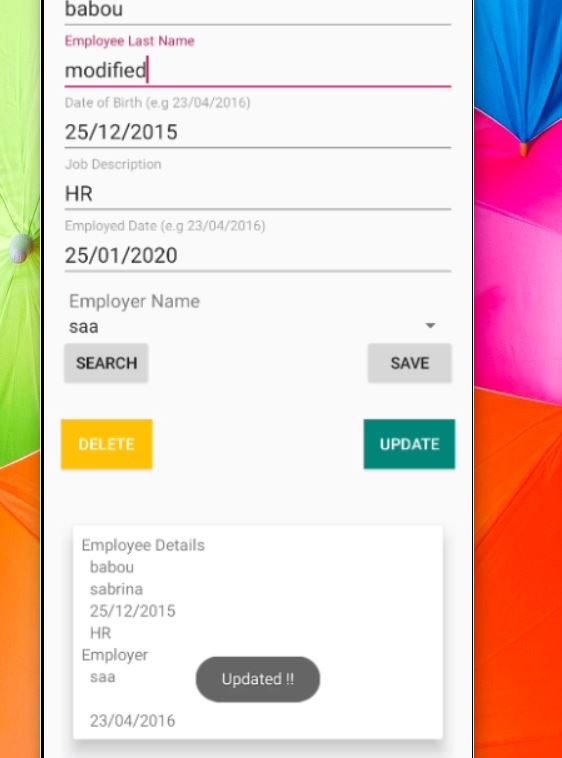 babou
Employee Last Name
modified
Date of Birth (e.g 23/04/2016)
25/12/2015
Job Description
HR
Employed Date (e.g 23/04/2016)
25/01/2020
Employer Name
saa
SEARCH
SAVE
DELETE
UPDATE
Employee Details
babou
sabrina
25/12/2015
HR
Employer
saa
Updated !!
23/04/2016